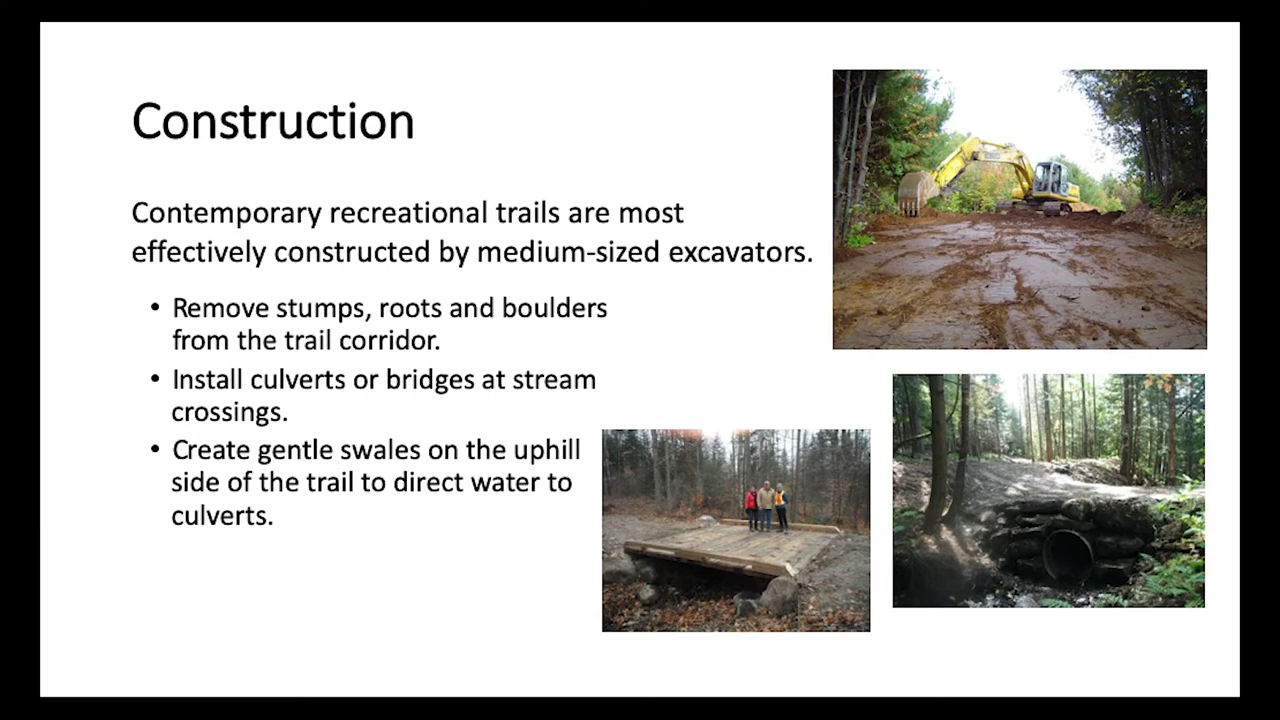 Construction
Contemporary recreational trails are most
effectively constructed by medium-sized excavators.
• Remove stumps, roots and boulders
from the trail corridor.
• Install culverts or bridges at stream
crossings.
• Create gentle swales on the uphill
side of the trail to direct water to
culverts.